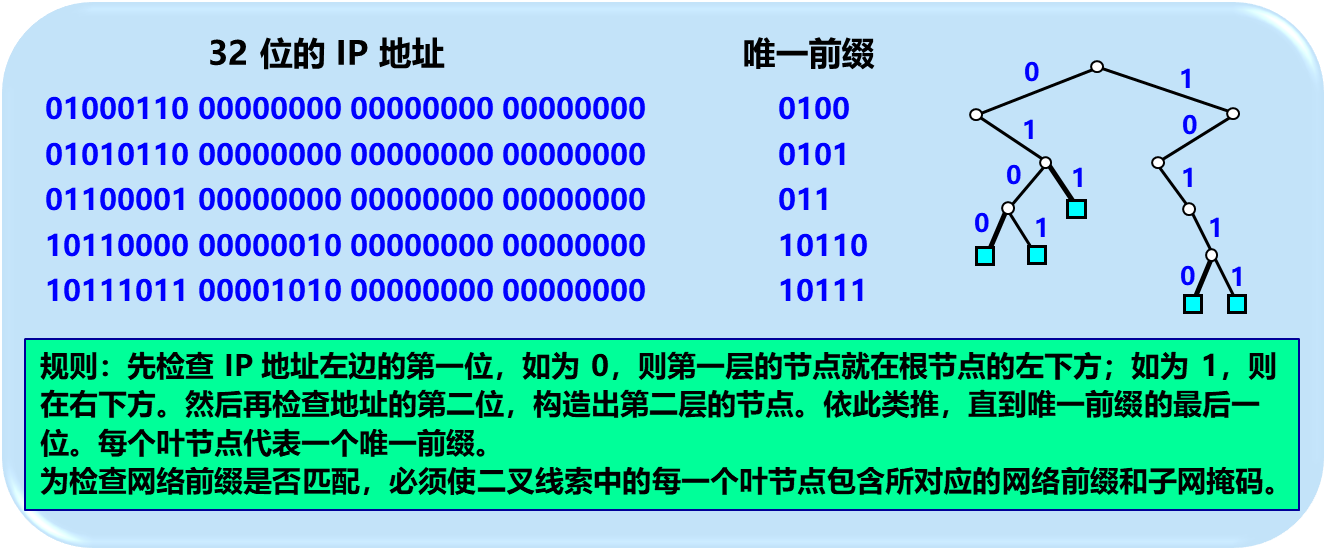 32 位的 IP 地址 唯一前缀
01000110 00000000 00000000 00000000 0100
01010110 00000000 00000000 00000000 0101
01100001 00000000 00000000 00000000 011
10110000 00000010 00000000 00000000 10110
10111011 00001010 00000000 00000000 10111
0 1
1 0
0 1 1
0 1 1
0 1
规则：先检查 IP 地址左边的第一位，如为 0，则第一层的节点就在根节点的左下方；如为 1，则
在右下方。然后再检查地址的第二位，构造出第二层的节点。依此类推，直到唯一前缀的最后一
位。每个叶节点代表一个唯一前缀。
为检查网络前缀是否匹配，必须使二叉线索中的每一个叶节点包含所对应的网络前缀和子网掩码。